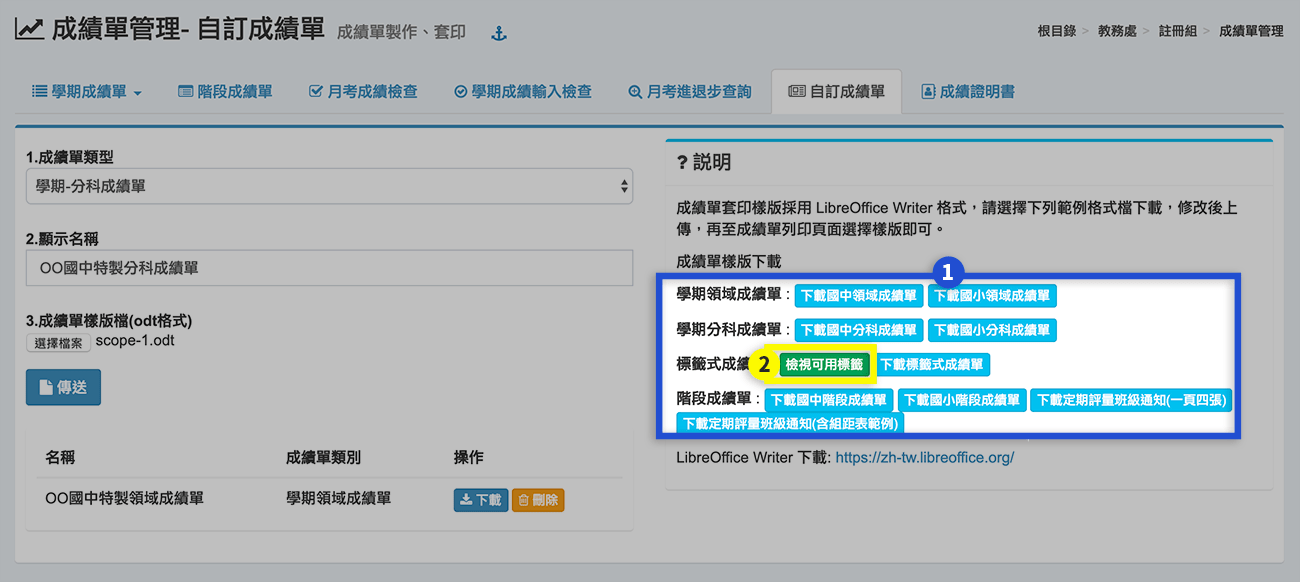 成績單管理- 自訂成績單 成績單製作、套印
根目錄 > 教務處 > 註冊組 > 成績單管理
學期成績單 階段成績單 月考成績檢查 學期成績輸入檢查 月考進退步查詢 自訂成績單 成績證明書
1.成績單類型
學期-分科成績單
2.顯示名稱
OO國中特製分科成績單
3.成績單樣版檔(odt格式)
選擇檔案 scope-1.odt
傳送
名稱 成績單類別 操作
OO國中特製領域成績單 學期領域成績單 下載 刪除
? 説明
成績單套印樣版採用 LibreOffice Writer 格式，請選擇下列範例格式檔下載，修改後上
傳，再至成績單列印頁面選擇樣版即可。
成績單樣版下載
1
學期領域成績單 : 下載國中領域成績單 下載國小領域成績單
學期分科成績單 : 下載國中分科成績單 下載國小分科成績單
標籤式成績 2 檢視可用標籤 下載標籤式成績單
階段成績單 : 下載國中階段成績單 下載國小階段成績單 下載定期評量班級通知(一頁四張)
下載定期評量班級通知(含組距表範例)
LibreOffice Writer 下載: https://zh-tw.libreoffice.org/